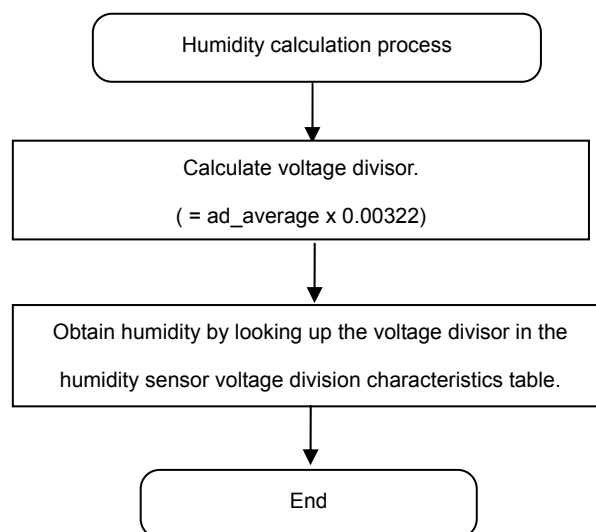 Humidity calculation process
Calculate voltage divisor.
( = ad_average x 0.00322)
Obtain humidity by looking up the voltage divisor in the
humidity sensor voltage division characteristics table.
End